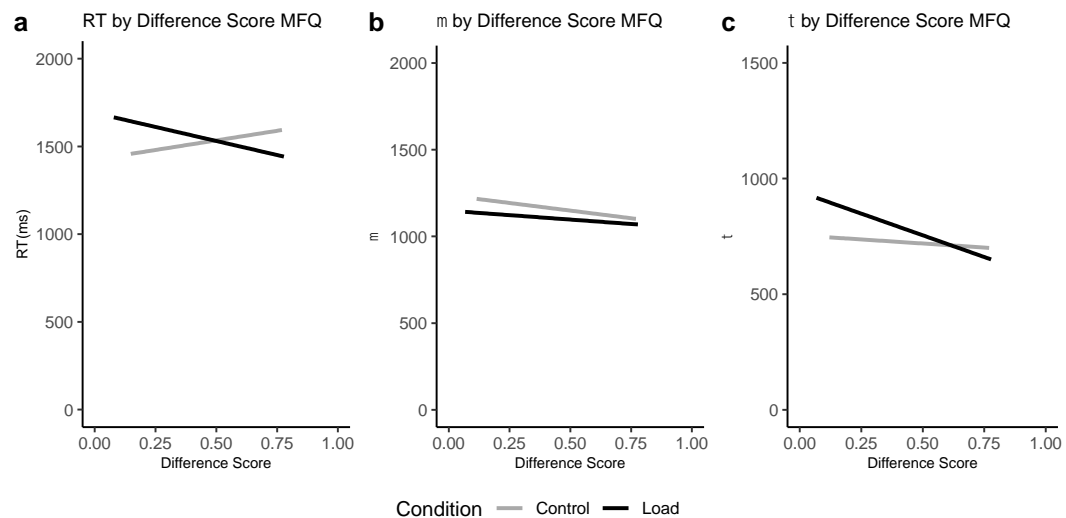 a RT by Difference Score MFQ
2000
1500
1000
500
0
RT(ms)
0.00 0.25 0.50 0.75 1.00
Difference Score
b m by Difference Score MFQ
2000
1500
1000
500
0
m
0.00 0.25 0.50 0.75 1.00
Difference Score
c t by Difference Score MFQ
1500
1000
500
0
t
0.00 0.25 0.50 0.75 1.00
Difference Score
Condition Control Load